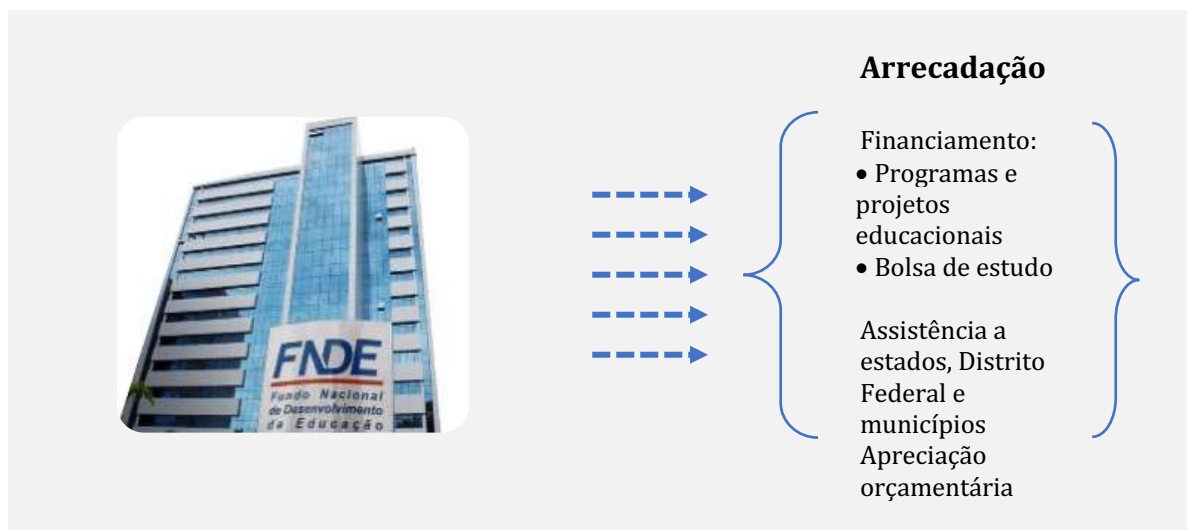 FNDE
Fundo Nacional
de Desenvolvimento
da Educação
Arrecadação
Financiamento:
• Programas e
projetos
educacionais
• Bolsa de estudo
Assistência a
estados, Distrito
Federal e
municípios
Apreciação
orçamentária